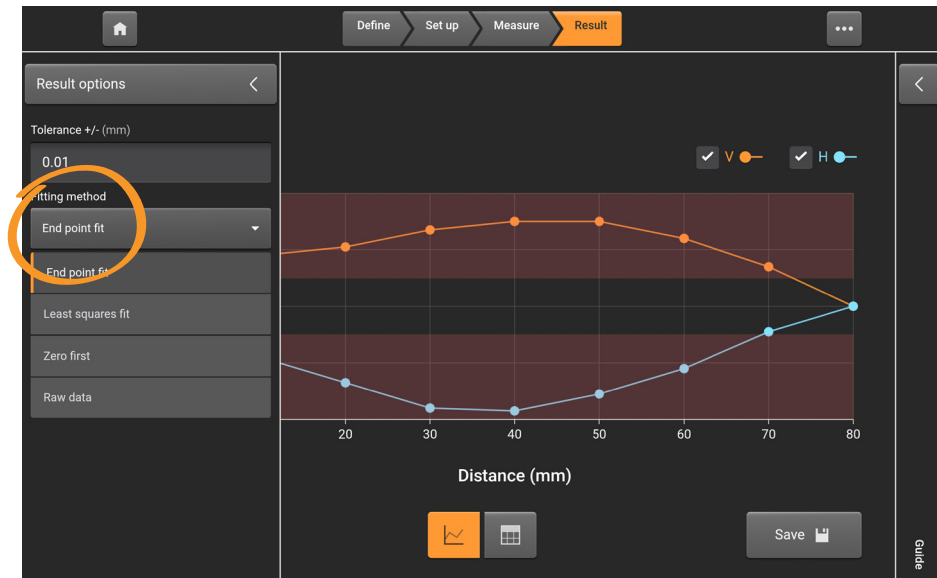 Define
Set up
Measure
Result
Result options
Tolerance +/- (mm)
0.01
Fitting method
End point fit
End point fit
Least squares fit
Zero first
Raw data
V
H
20 30 40 50 60 70 80
Distance (mm)
Save
Guide